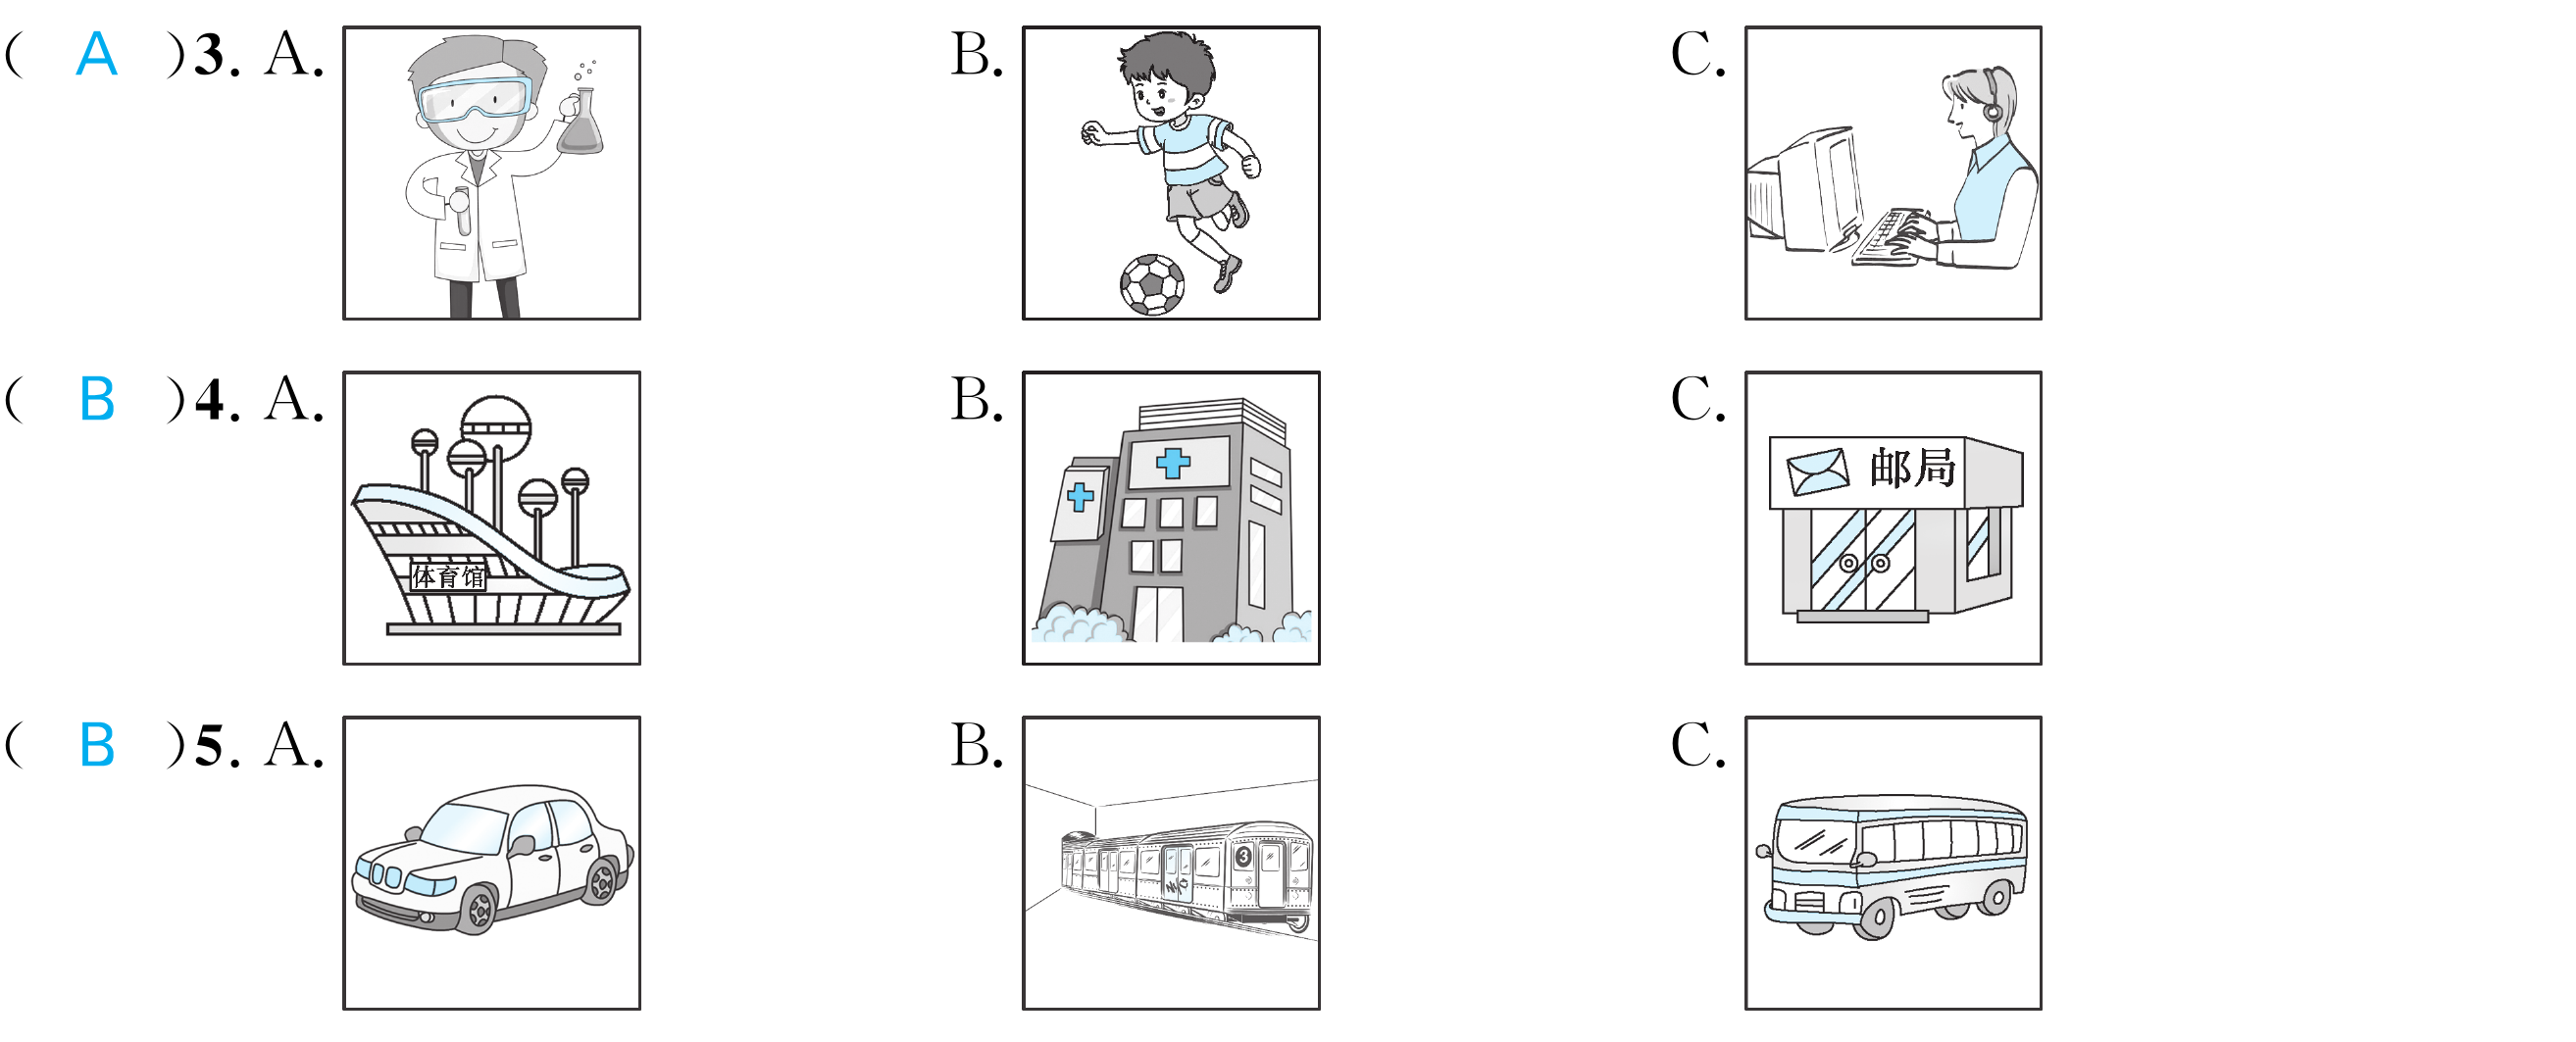 ( A )3. A. B. C.
( B )4. A. B. C.
体育馆
邮局
( B )5. A. B. C.
3